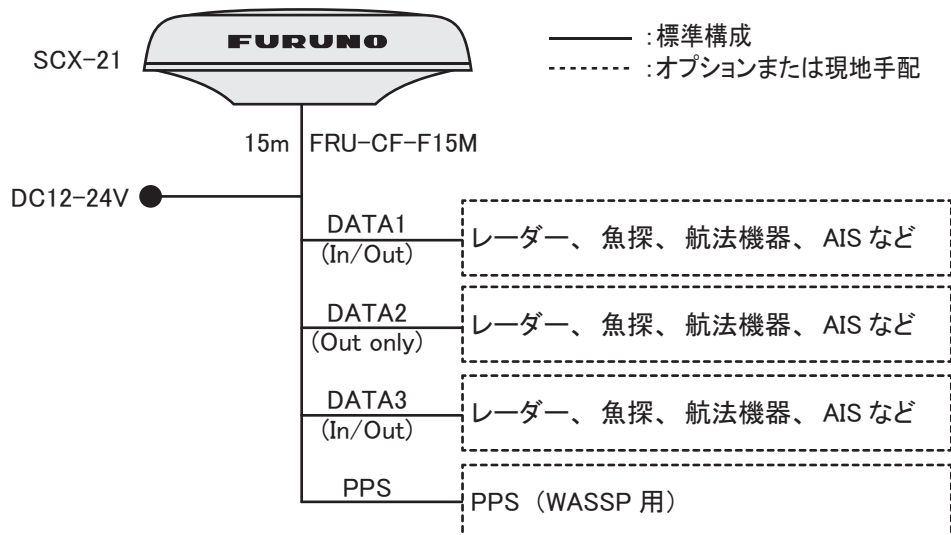 FURUNO
SCX-21
―― :標準構成
------- :オプションまたは現地手配
15m FRU-CF-F15M
DC12-24V
DATA1
(In/Out)
レーダー、 魚探、 航法機器、 AIS など
DATA2
(Out only)
レーダー、 魚探、 航法機器、 AIS など
DATA3
(In/Out)
レーダー、 魚探、 航法機器、 AIS など
PPS
PPS (WASSP 用)